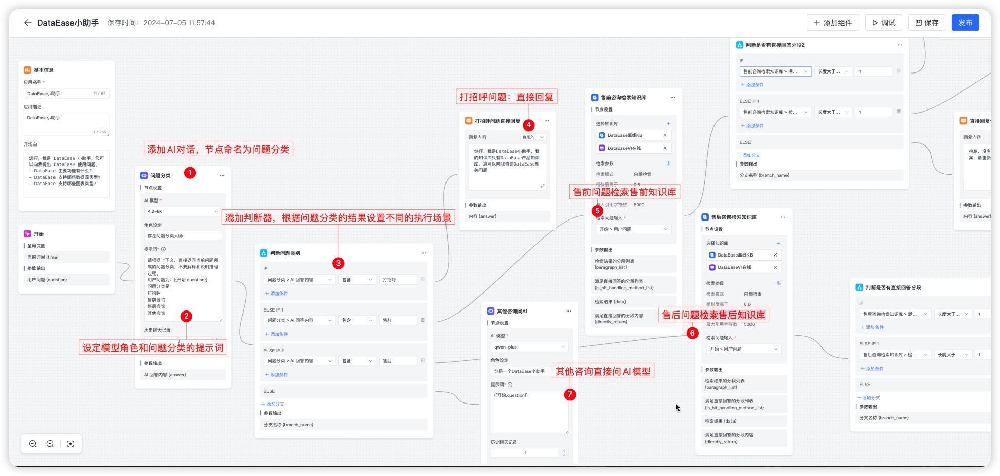 DataEase小助手 保存时间：2024-07-05 11:57:44
添加组件
调试
保存
发布
基本信息
应用名称 *
DataEase小助手 11 / 64
应用描述
DataEase小助手
11 / 256
开场白
您好，我是 DataEase 小助手，您可
以向我提出 DataEase 使用问题。
- DataEase 主要功能有什么？
- DataEase 支持哪些数据源类型？
- DataEase 支持哪些图表类型？
开始
全局变量
当前时间 {time}
参数输出
用户问题 {question}
添加AI对话，节点命名为问题分类
1
问题分类
节点设置
AI 模型 *
4.0-8k
角色设定
你是问题分类大师
提示词*
请根据上下文，直接返回当前问题所
属的问题分类，不要解释和说明推理
过程。
用户问题为：{{开始.question}}
问题分类是：
打招呼
售前咨询
售后咨询
其他咨询
2
历史聊天记录
3
设定模型角色和问题分类的提示词
参数输出
AI 回答内容 {answer}
添加判断器，根据问题分类的结果设置不同的执行场景
3
判断问题类别
IF
问题分类 > AI 回答内容 包含 打招呼
+ 添加条件
ELSE IF 1
问题分类 > AI 回答内容 包含 售前
+ 添加条件
ELSE IF 2
问题分类 > AI 回答内容 包含 售后
+ 添加条件
ELSE
+ 添加分支
参数输出
分支名称 {branch_name}
打招呼问题：直接回复
4
打招呼问题直接回复
回复内容 自定义
你好，我是DataEase小助手，我
的知识库只有DataEase产品知识
库。您可以向我咨询DataEase相
关问题
参数输出
内容 {answer}
其他咨询问AI
节点设置
AI 模型 *
qwen-plus
角色设定
你是一个DataEase小助手
其他咨询直接问AI模型
7
提示词*
{{开始.question}}
历史聊天记录
1
售前咨询检索知识库
节点设置
选择知识库
DataEase离线KB
DataEaseV1在线
检索参数
检索模式 向量检索
相似度高于 0.6
售前问题检索售前知识库
5
最大引用字符数 5000
检索问题输入 *
开始 > 用户问题
参数输出
检索结果的分段列表
{paragraph_list}
满足直接回答的分段列表
{is_hit_handling_method_list}
检索结果 {data}
满足直接回答的分段内容
{directly_return}
判断是否有直接回答分段2
IF
售前咨询检索知识库 > 满... 长度大于... 1
+ 添加条件
ELSE IF 1
售前咨询检索知识库 > 检... 长度大于... 1
+ 添加条件
ELSE
+ 添加分支
参数输出
分支名称 {branch_name}
售后咨询检索知识库
节点设置
选择知识库
DataEase离线KB
DataEaseV1在线
检索参数
检索模式 向量检索
相似度高于 0.6
售后问题检索售后知识库
6
最大引用字符数 5000
检索问题输入 *
开始 > 用户问题
参数输出
检索结果的分段列表
{paragraph_list}
满足直接回答的分段列表
{is_hit_handling_method_list}
检索结果 {data}
满足直接回答的分段内容
{directly_return}
直接回复
回复内容
抱歉，没有
案，请重新
参数输出
内容 {answer}
判断是否有直接回答分段
IF
售后咨询检索知识库 > 满... 长度大于... 1
+ 添加条件
ELSE IF 1
售后咨询检索知识库 > 检... 长度大于... 1
+ 添加条件
ELSE
+ 添加分支
参数输出
分支名称 {branch_name}